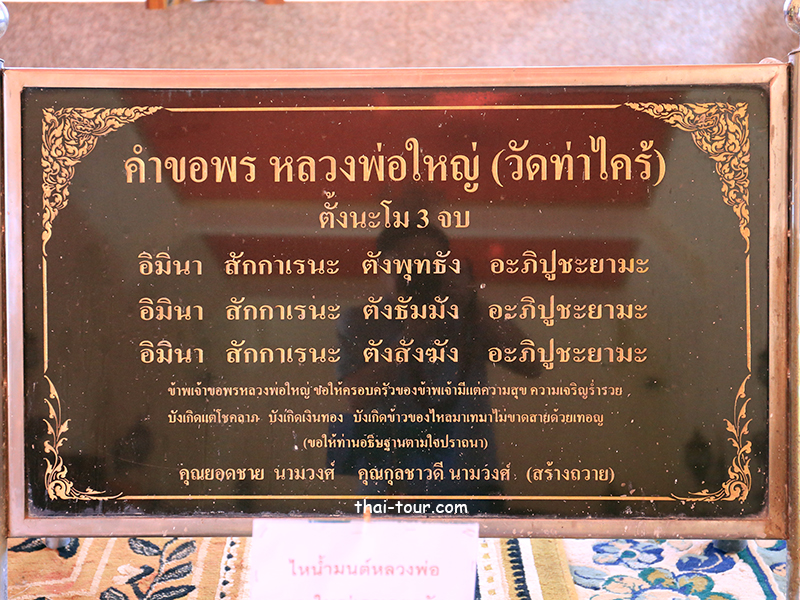 คำขอพร หลวงพ่อใหญ่ (วัดท่าไคร้)
ตั้งนะโม 3 จบ
อิมินา สักกาเรนะ ตังพุทธัง อะภิปูชะยามะ
อิมินา สักกาเรนะ ตังธัมมัง อะภิปูชะยามะ
อิมินา สักกาเรนะ ตังสังฆัง อะภิปูชะยามะ
ข้าพเจ้าขอพรหลวงพ่อใหญ่ ขอให้ครอบครัวของข้าพเจ้ามีแต่ความสุข ความเจริญร่ำรวย
บังเกิดแต่โชคลาภ บังเกิดเงินทอง บังเกิดข้าวของไหลมาเทมาไม่ขาดสายด้วยเทอญ
(ขอให้ท่านอธิษฐานตามใจปราถนา)
คุณยอดชาย นามวงศ์ คุณกุลชาวดี นามวงศ์ (สร้างถวาย)
thai-tour.com
ไหน้ำมนต์หลวงพ่อ